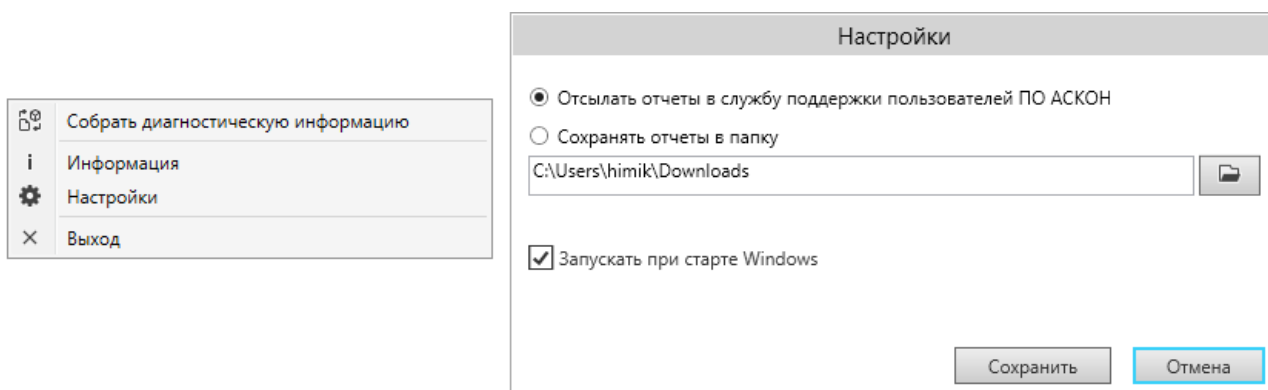 Собрать диагностическую информацию
Информация
Настройки
Выход
Настройки
Отсылать отчеты в службу поддержки пользователей ПО АСКОН
Сохранять отчеты в папку
C:\Users\himik\Downloads
Запускать при старте Windows
Сохранить
Отмена